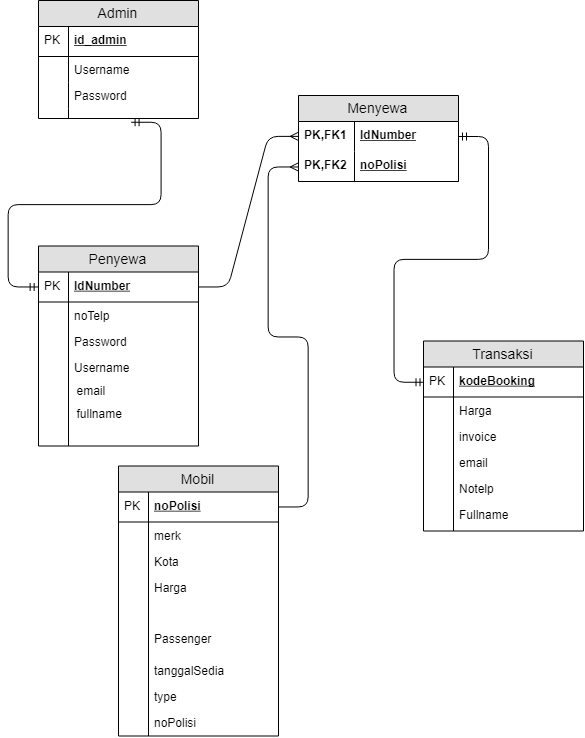 Admin
PK id_admin
Username
Password
Menyewa
PK,FK1 IdNumber
PK,FK2 noPolisi
Penyewa
PK IdNumber
noTelp
Password
Username
email
fullname
Transaksi
PK kodeBooking
Harga
invoice
email
Notelp
Fullname
Mobil
PK noPolisi
merk
Kota
Harga
Passenger
tanggalSedia
type
noPolisi